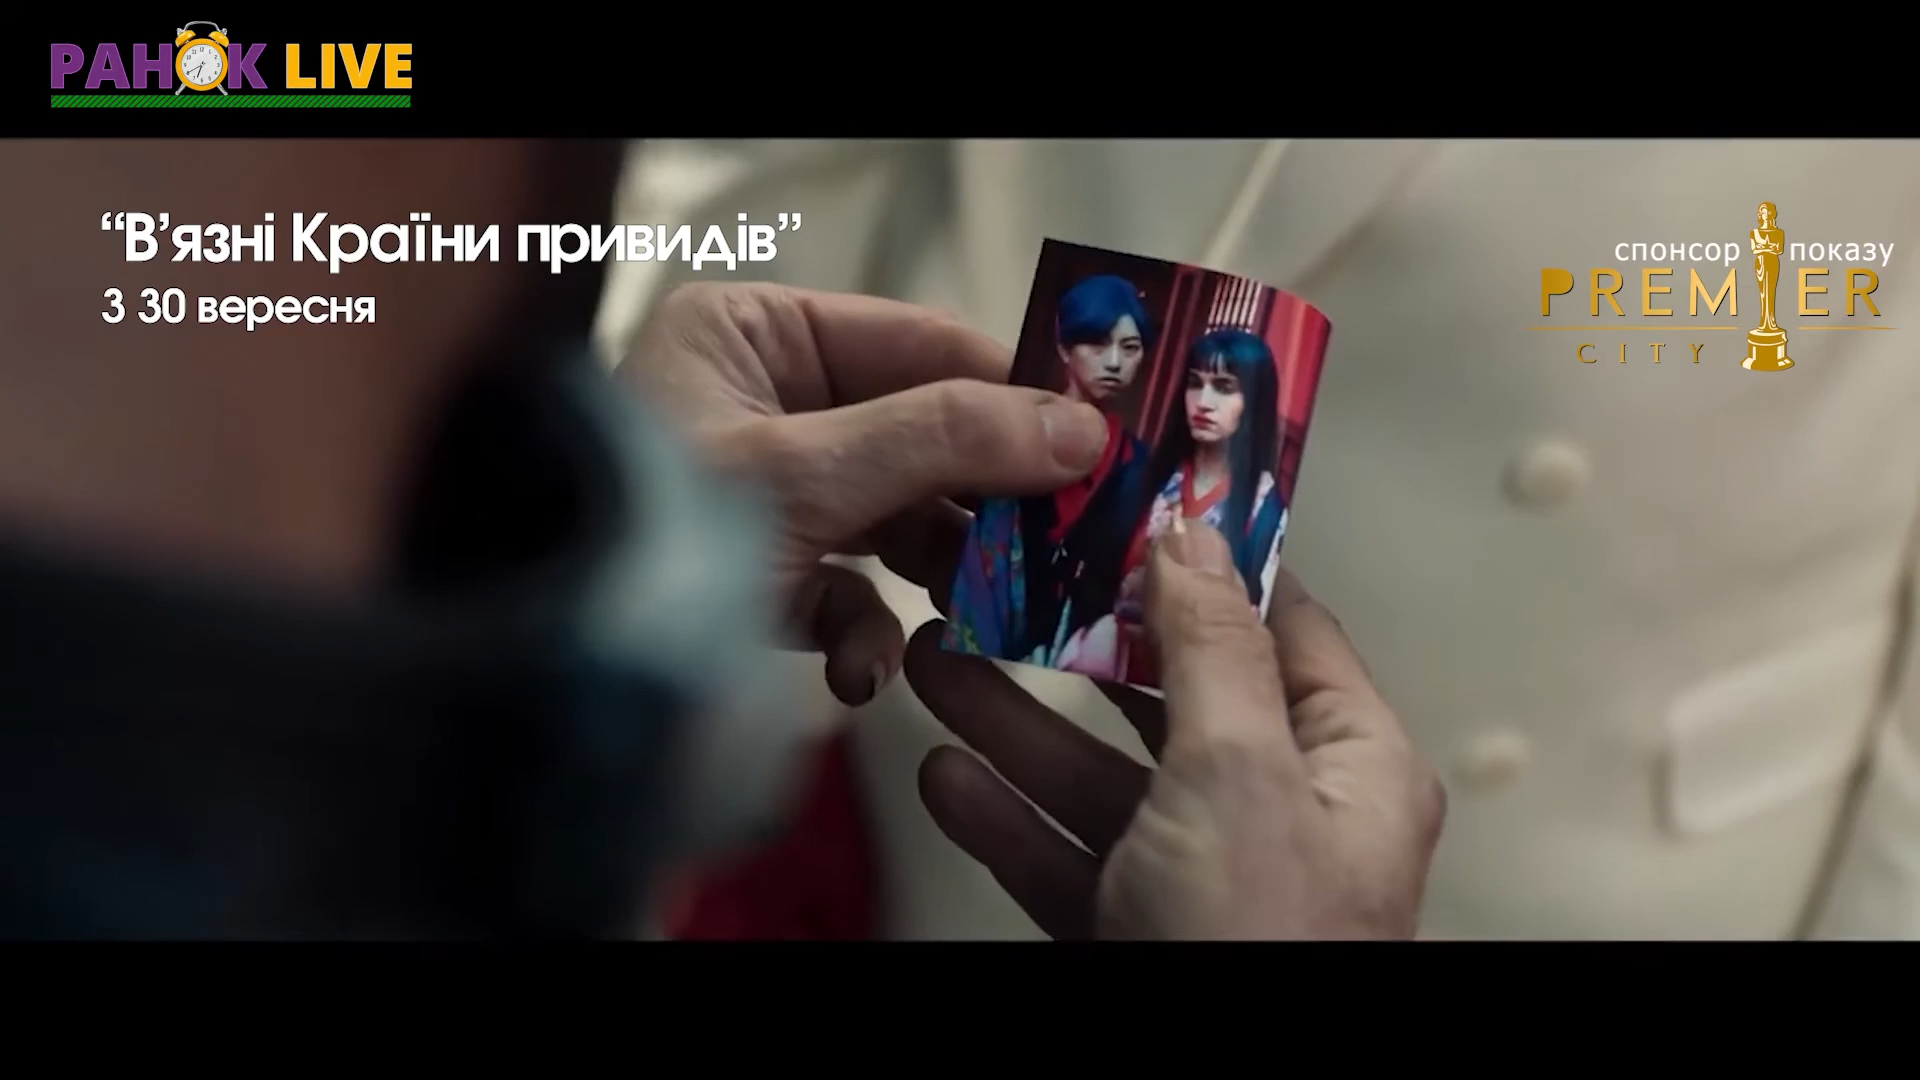 РАНОК LIVE
“В’язні Країни привидів”
З 30 вересня
спонсор показу
PREMIER
CITY